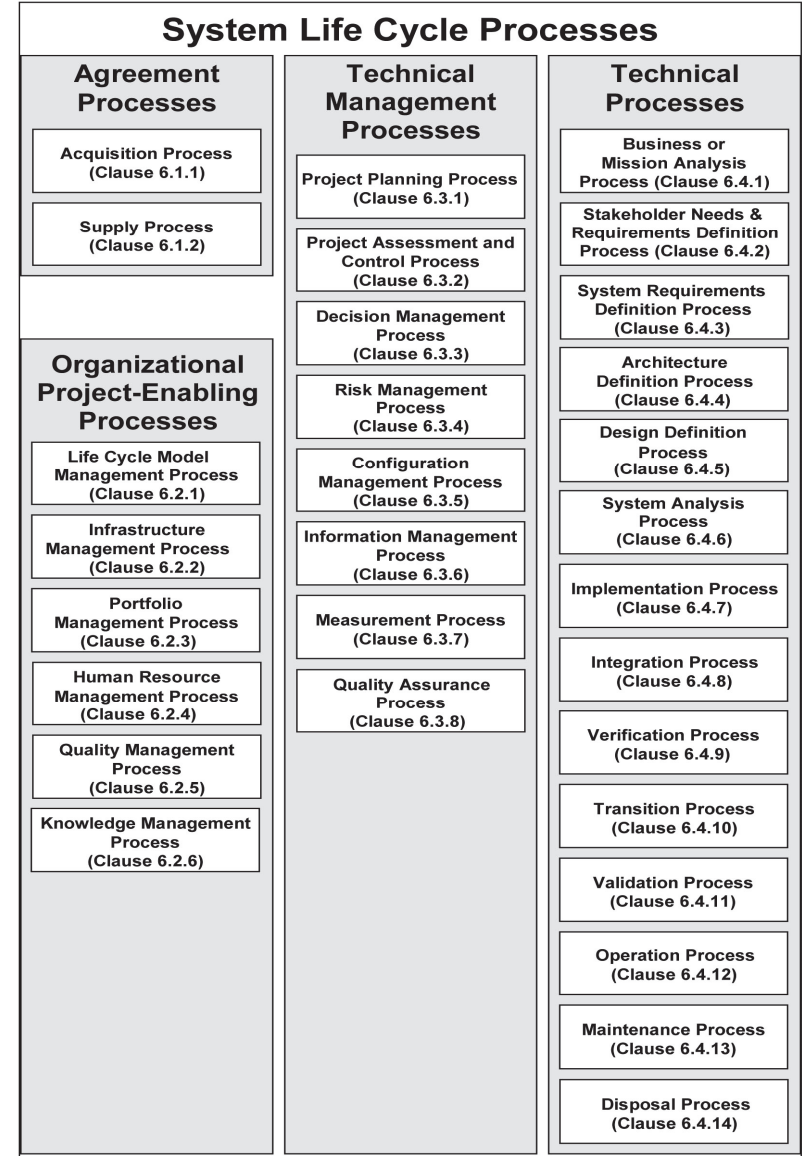 System Life Cycle Processes
Agreement
Processes
Acquisition Process
(Clause 6.1.1)
Supply Process
(Clause 6.1.2)
Organizational
Project-Enabling
Processes
Life Cycle Model
Management Process
(Clause 6.2.1)
Infrastructure
Management Process
(Clause 6.2.2)
Portfolio
Management Process
(Clause 6.2.3)
Human Resource
Management Process
(Clause 6.2.4)
Quality Management
Process
(Clause 6.2.5)
Knowledge Management
Process
(Clause 6.2.6)
Technical
Management
Processes
Project Planning Process
(Clause 6.3.1)
Project Assessment and
Control Process
(Clause 6.3.2)
Decision Management
Process
(Clause 6.3.3)
Risk Management
Process
(Clause 6.3.4)
Configuration
Management Process
(Clause 6.3.5)
Information Management
Process
(Clause 6.3.6)
Measurement Process
(Clause 6.3.7)
Quality Assurance
Process
(Clause 6.3.8)
Technical
Processes
Business or
Mission Analysis
Process (Clause 6.4.1)
Stakeholder Needs &
Requirements Definition
Process (Clause 6.4.2)
System Requirements
Definition Process
(Clause 6.4.3)
Architecture
Definition Process
(Clause 6.4.4)
Design Definition
Process
(Clause 6.4.5)
System Analysis
Process
(Clause 6.4.6)
Implementation Process
(Clause 6.4.7)
Integration Process
(Clause 6.4.8)
Verification Process
(Clause 6.4.9)
Transition Process
(Clause 6.4.10)
Validation Process
(Clause 6.4.11)
Operation Process
(Clause 6.4.12)
Maintenance Process
(Clause 6.4.13)
Disposal Process
(Clause 6.4.14)